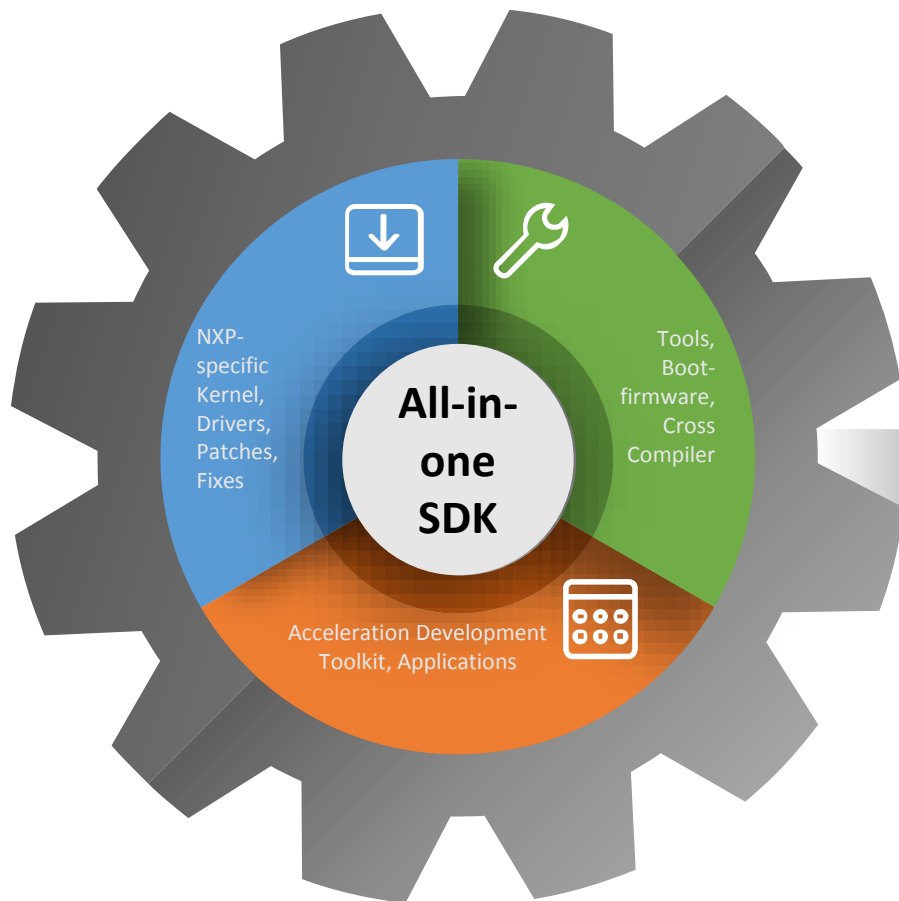 NXP-
specific
Kernel,
Drivers,
Patches,
Fixes
Tools,
Boot-
firmware,
Cross
Compiler
All-in-
one
SDK
Acceleration Development
Toolkit, Applications